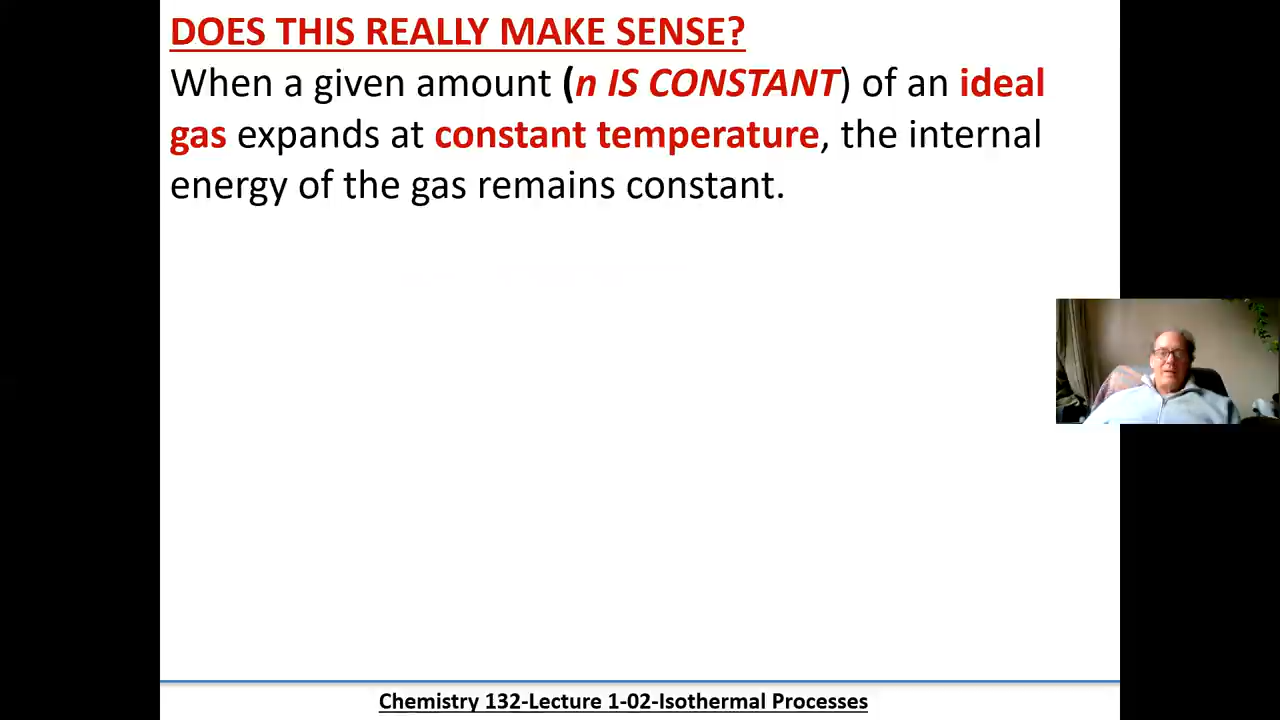 DOES THIS REALLY MAKE SENSE?
When a given amount (n IS CONSTANT) of an ideal
gas expands at constant temperature, the internal
energy of the gas remains constant.
Chemistry 132-Lecture 1-02-Isothermal Processes